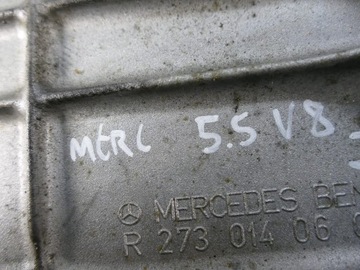 MERC 5.5 V8
MERCEDES BEN
R 273 014 06